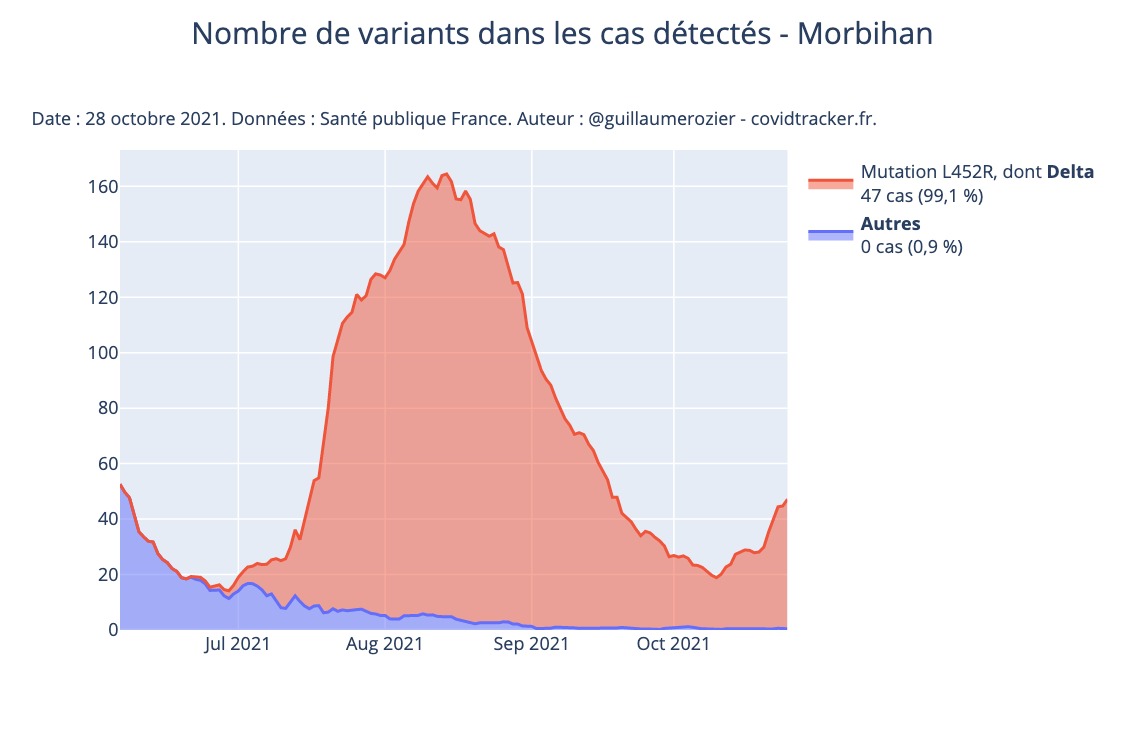 Nombre de variants dans les cas détectés - Morbihan
Date : 28 octobre 2021. Données : Santé publique France. Auteur : @guillaumerozier - covidtracker.fr.
Mutation L452R, dont Delta
47 cas (99,1 %)
Autres
0 cas (0,9 %)
160
140
120
100
80
60
40
20
0
Jul 2021 Aug 2021 Sep 2021 Oct 2021